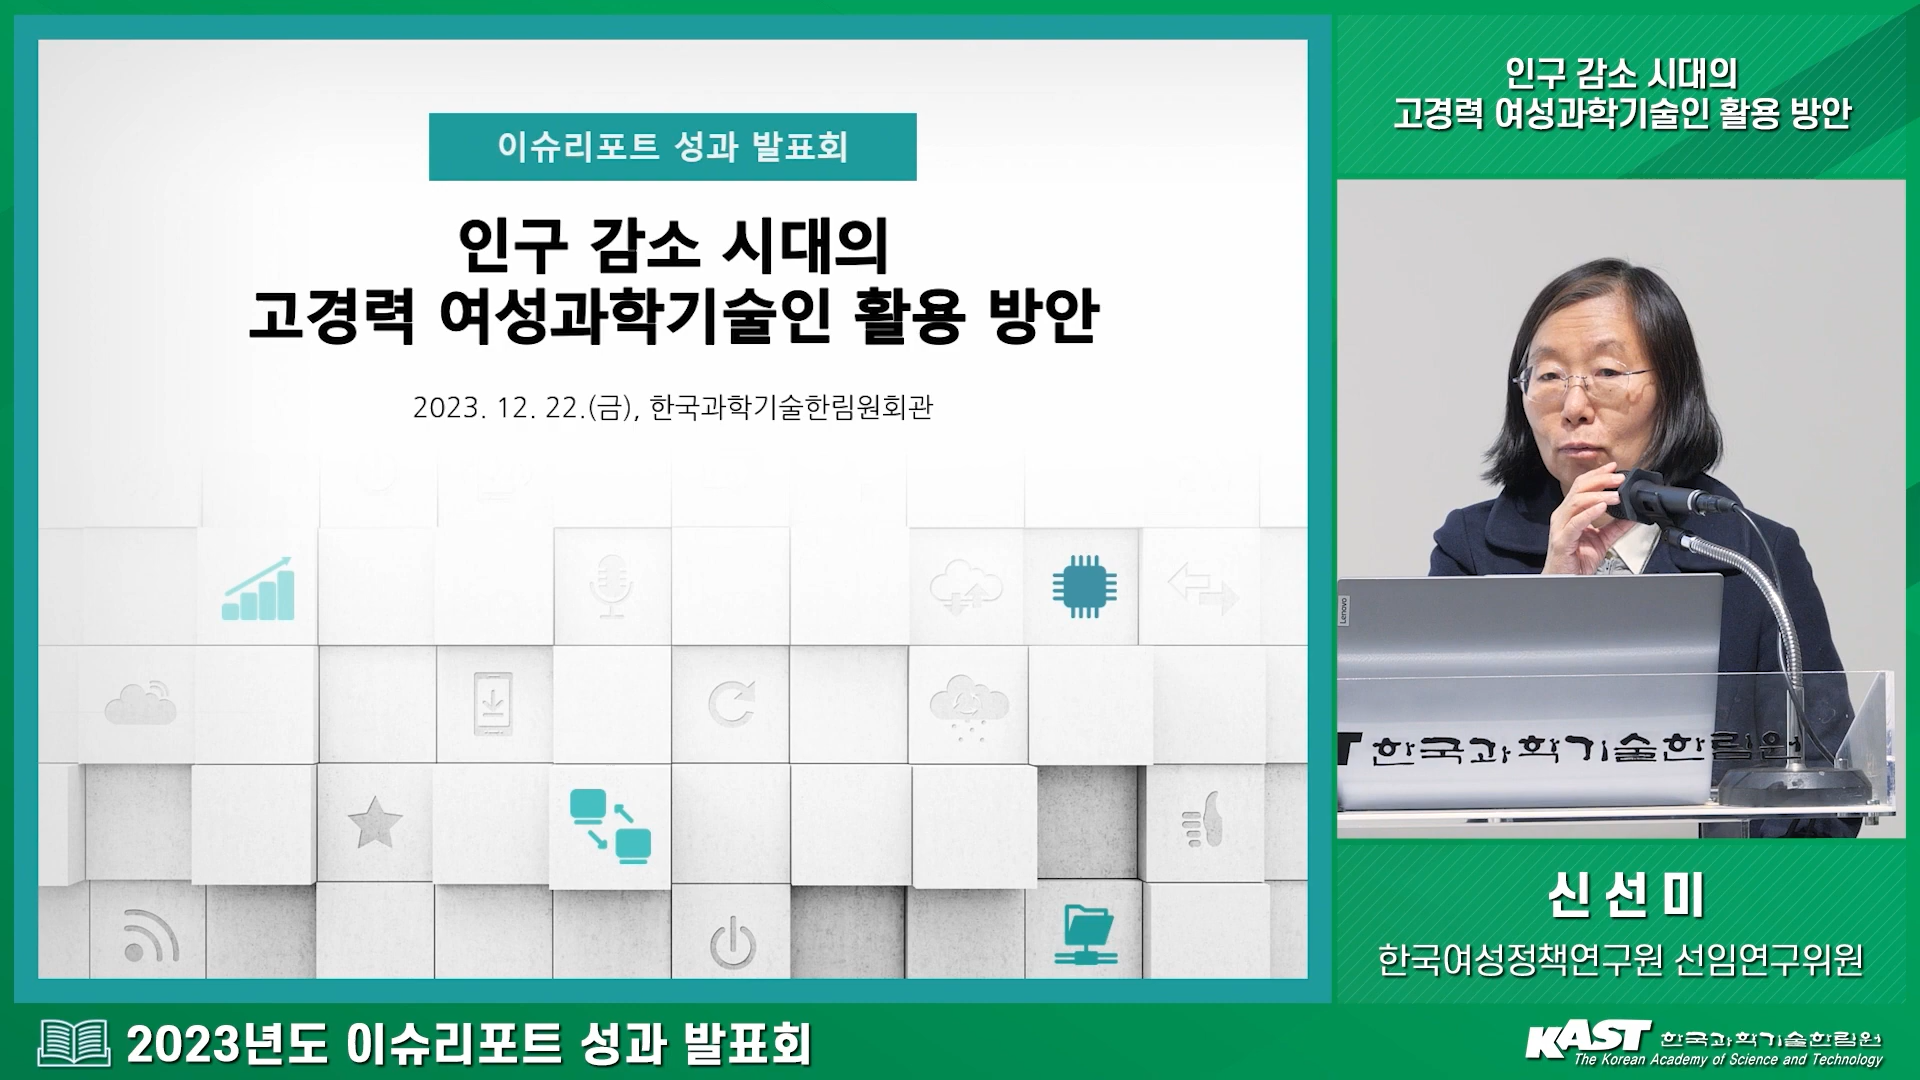 이슈리포트 성과 발표회
인구 감소 시대의
고경력 여성과학기술인 활용 방안
2023. 12. 22.(금), 한국과학기술한림원회관
인구 감소 시대의
고경력 여성과학기술인 활용 방안
Lenovo
T 한국과학기술한림원
신선미
한국여성정책연구원 선임연구위원
2023년도 이슈리포트 성과 발표회
KAST 한국과학기술한림원
The Korean Academy of Science and Technology